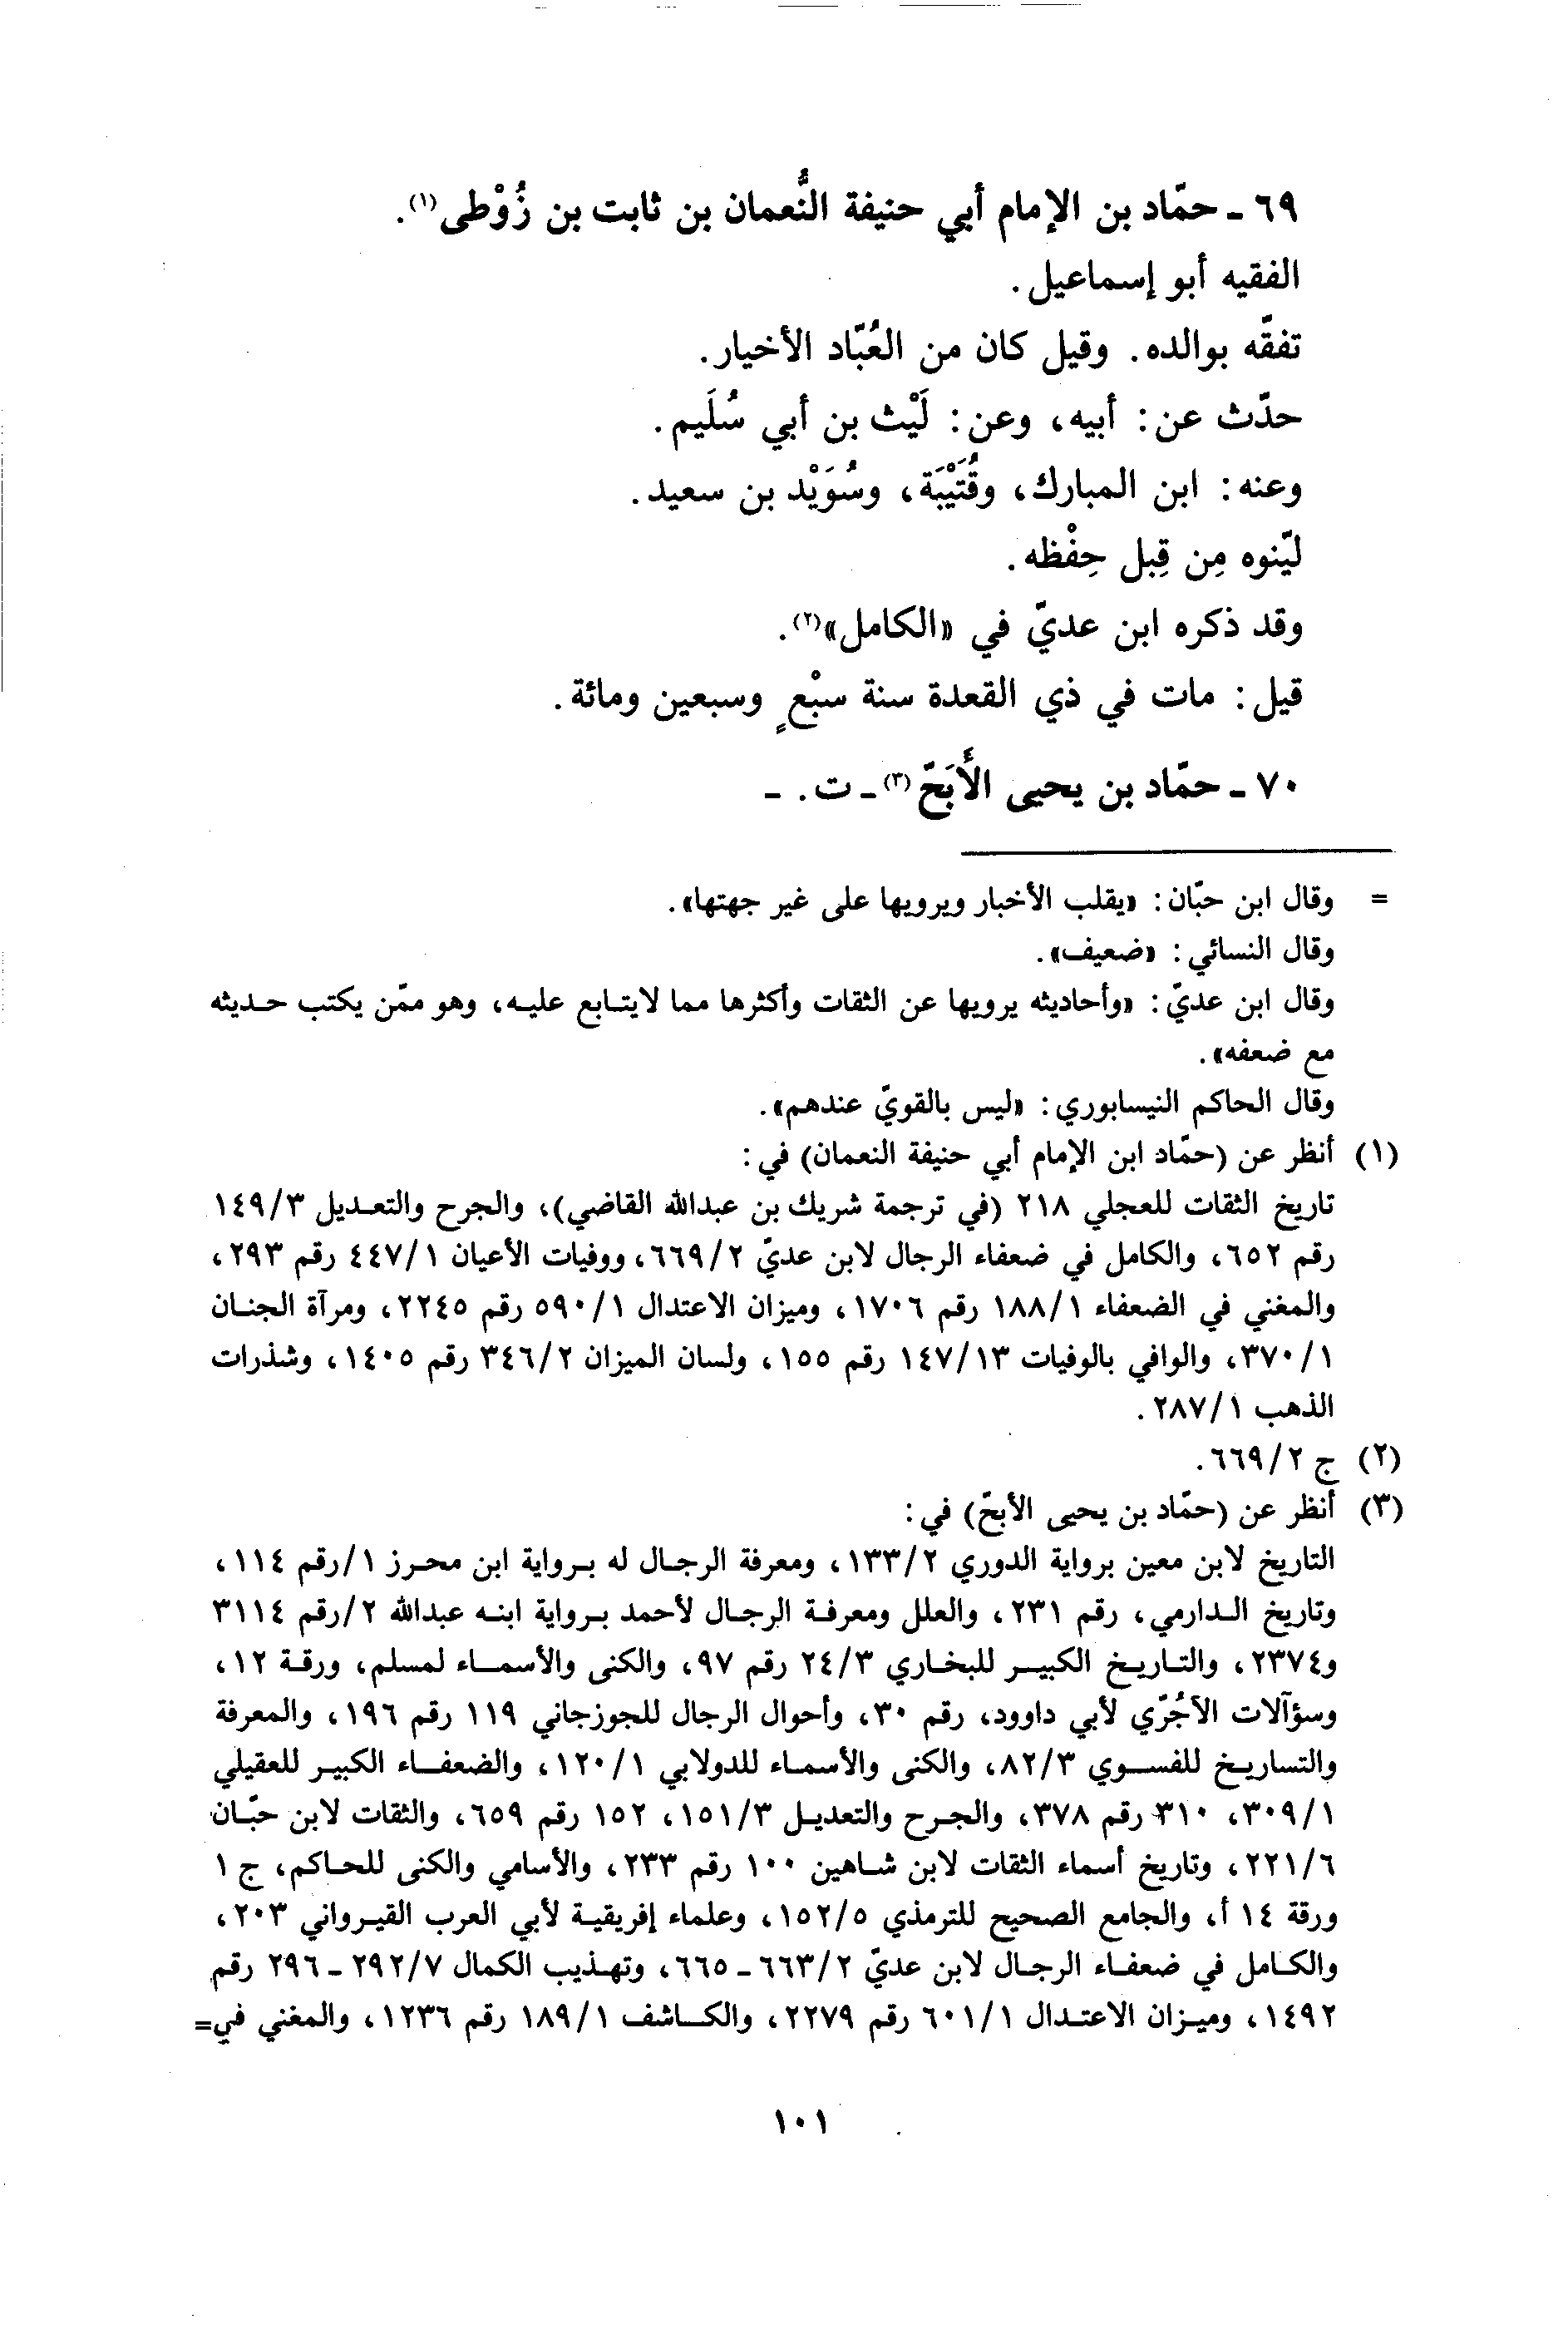 ٦٩ - حمّاد بن الإمام أبي حنيفة النُّعمان بن ثابت بن زُوْطى(١).
الفقيه أبو إسماعيل.
تفقّه بوالده. وقيل كان من العُبّاد الأخيار.
حدّث عن: أبيه، وعن: لَيْث بن أبي سُلَيم.
وعنه: ابن المبارك، وقُتَيْبَة، وسُوَيْد بن سعيد.
ليّنوه مِن قِبل حِفْظه.
وقد ذكره ابن عديّ في «الكامل»(٢).
قيل: مات في ذي القعدة سنة سبْعٍ وسبعين ومائة.
٧٠ - حمّاد بن يحيى الأَبَحّ(٣) - ت. -
= وقال ابن حبّان: «يقلب الأخبار ويرويها على غير جهتها».
وقال النسائي: «ضعيف».
وقال ابن عديّ: «وأحاديثه يرويها عن الثقات وأكثرها مما لايتابع عليه، وهو ممّن يكتب حديثه
مع ضعفه».
وقال الحاكم النيسابوري: «ليس بالقويّ عندهم».
(١) أنظر عن (حمّاد ابن الإمام أبي حنيفة النعمان) في:
تاريخ الثقات للعجلي ٢١٨ (في ترجمة شريك بن عبدالله القاضي)، والجرح والتعديل ١٤٩/٣
رقم ٦٥٢، والكامل في ضعفاء الرجال لابن عديّ ٦٦٩/٢، ووفيات الأعيان ٤٤٧/١ رقم ٢٩٣،
والمغني في الضعفاء ١٨٨/١ رقم ١٧٠٦، وميزان الاعتدال ٥٩٠/١ رقم ٢٢٤٥، ومرآة الجنان
٣٧٠/١، والوافي بالوفيات ١٤٧/١٣ رقم ١٥٥، ولسان الميزان ٣٤٦/٢ رقم ١٤٠٥، وشذرات
الذهب ٢٨٧/١.
(٢) ج ٦٦٩/٢.
(٣) أنظر عن (حمّاد بن يحيى الأبحّ) في:
التاريخ لابن معين برواية الدوري ١٣٣/٢، ومعرفة الرجال له برواية ابن محرز ١/رقم ١١٤،
وتاريخ الدارمي، رقم ٢٣١، والعلل ومعرفة الرجال لأحمد برواية ابنه عبدالله ٢/رقم ٣١١٤
و٢٣٧٤، والتاريخ الكبير للبخاري ٢٤/٣ رقم ٩٧، والكنى والأسماء لمسلم، ورقة ١٢،
وسؤآلات الآجُرّي لأبي داوود، رقم ٣٠، وأحوال الرجال للجوزجاني ١١٩ رقم ١٩٦، والمعرفة
والتساريخ للفسوي ٨٢/٣، والكنى والأسماء للدولابي ١٢٠/١، والضعفاء الكبير للعقيلي
٣٠٩/١، ٣١٠ رقم ٣٧٨، والجرح والتعديل ١٥١/٣، ١٥٢ رقم ٦٥٩، والثقات لابن حبّان
٢٢١/٦، وتاريخ أسماء الثقات لابن شاهين ١٠٠ رقم ٢٣٣، والأسامي والكنى للحاكم، ج ١
ورقة ١٤ أ، والجامع الصحيح للترمذي ١٥٢/٥، وعلماء إفريقية لأبي العرب القيرواني ٢٠٣،
والكامل في ضعفاء الرجال لابن عديّ ٦٦٣/٢ - ٦٦٥، وتهذيب الكمال ٢٩٢/٧ - ٢٩٦ رقم
١٤٩٢، وميزان الاعتدال ٦٠١/١ رقم ٢٢٧٩، والكاشف ١٨٩/١ رقم ١٢٣٦، والمغني في=
١٠١